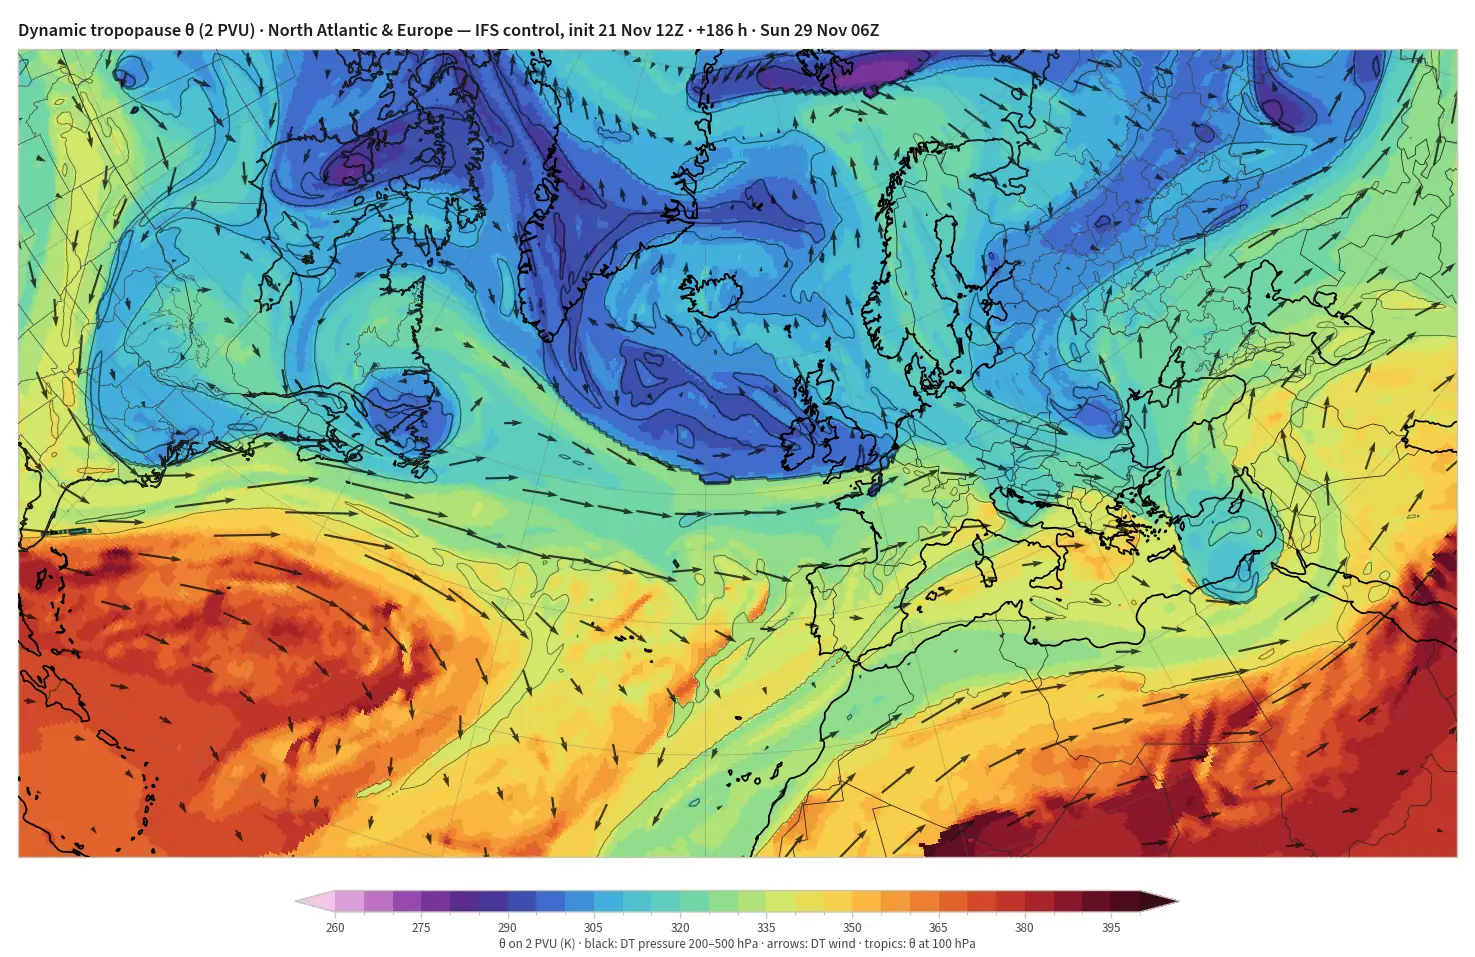 Dynamic tropopause θ (2 PVU) · North Atlantic & Europe — IFS control, init 21 Nov 12Z · +186 h · Sun 29 Nov 06Z
260 275 290 305 320 335 350 365 380 395
θ on 2 PVU (K) · black: DT pressure 200–500 hPa · arrows: DT wind · tropics: θ at 100 hPa